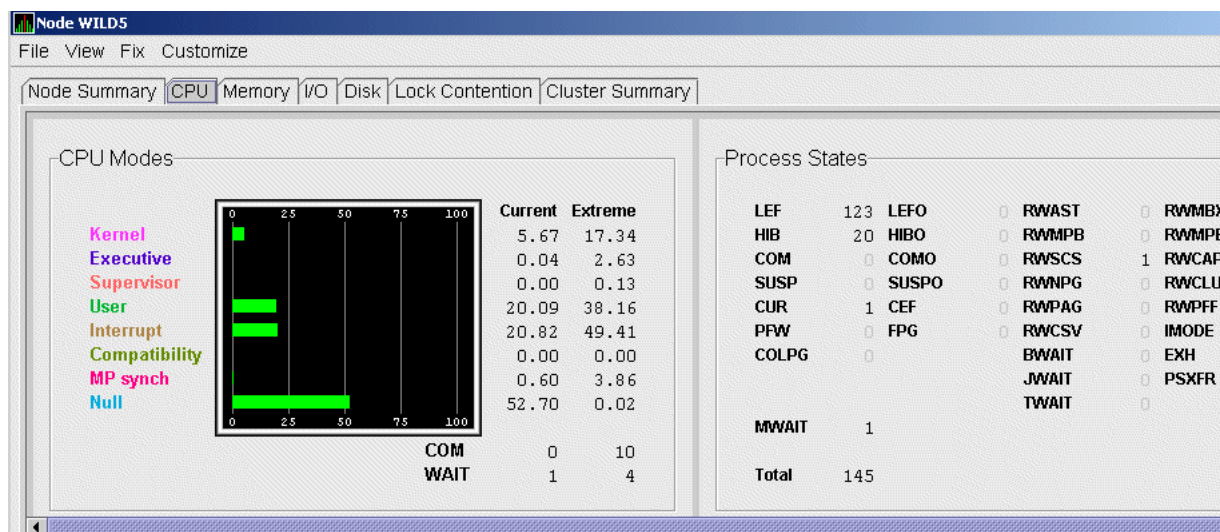 Node WILD5
File View Fix Customize
Node Summary CPU Memory I/O Disk Lock Contention Cluster Summary
CPU Modes
0 25 50 75 100 Current Extreme
Kernel 5.67 17.34
Executive 0.04 2.63
Supervisor 0.00 0.13
User 20.09 38.16
Interrupt 20.82 49.41
Compatibility 0.00 0.00
MP synch 0.60 3.86
Null 52.70 0.02
0 25 50 75 100
COM 0 10
WAIT 1 4
Process States
LEF 123 LEFO 0 RWAST 0 RWMBX
HIB 20 HIBO 0 RWMPB 0 RWMPE
COM 0 COMO 0 RWSCS 1 RWCAP
SUSP 0 SUSPO 0 RWNPG 0 RWCLU
CUR 1 CEF 0 RWPAG 0 RWPFF
PFW 0 FPG 0 RWCSV 0 IMODE
COLPG 0 BWAIT 0 EXH
JWAIT 0 PSXFR
TWAIT 0
MWAIT 1
Total 145